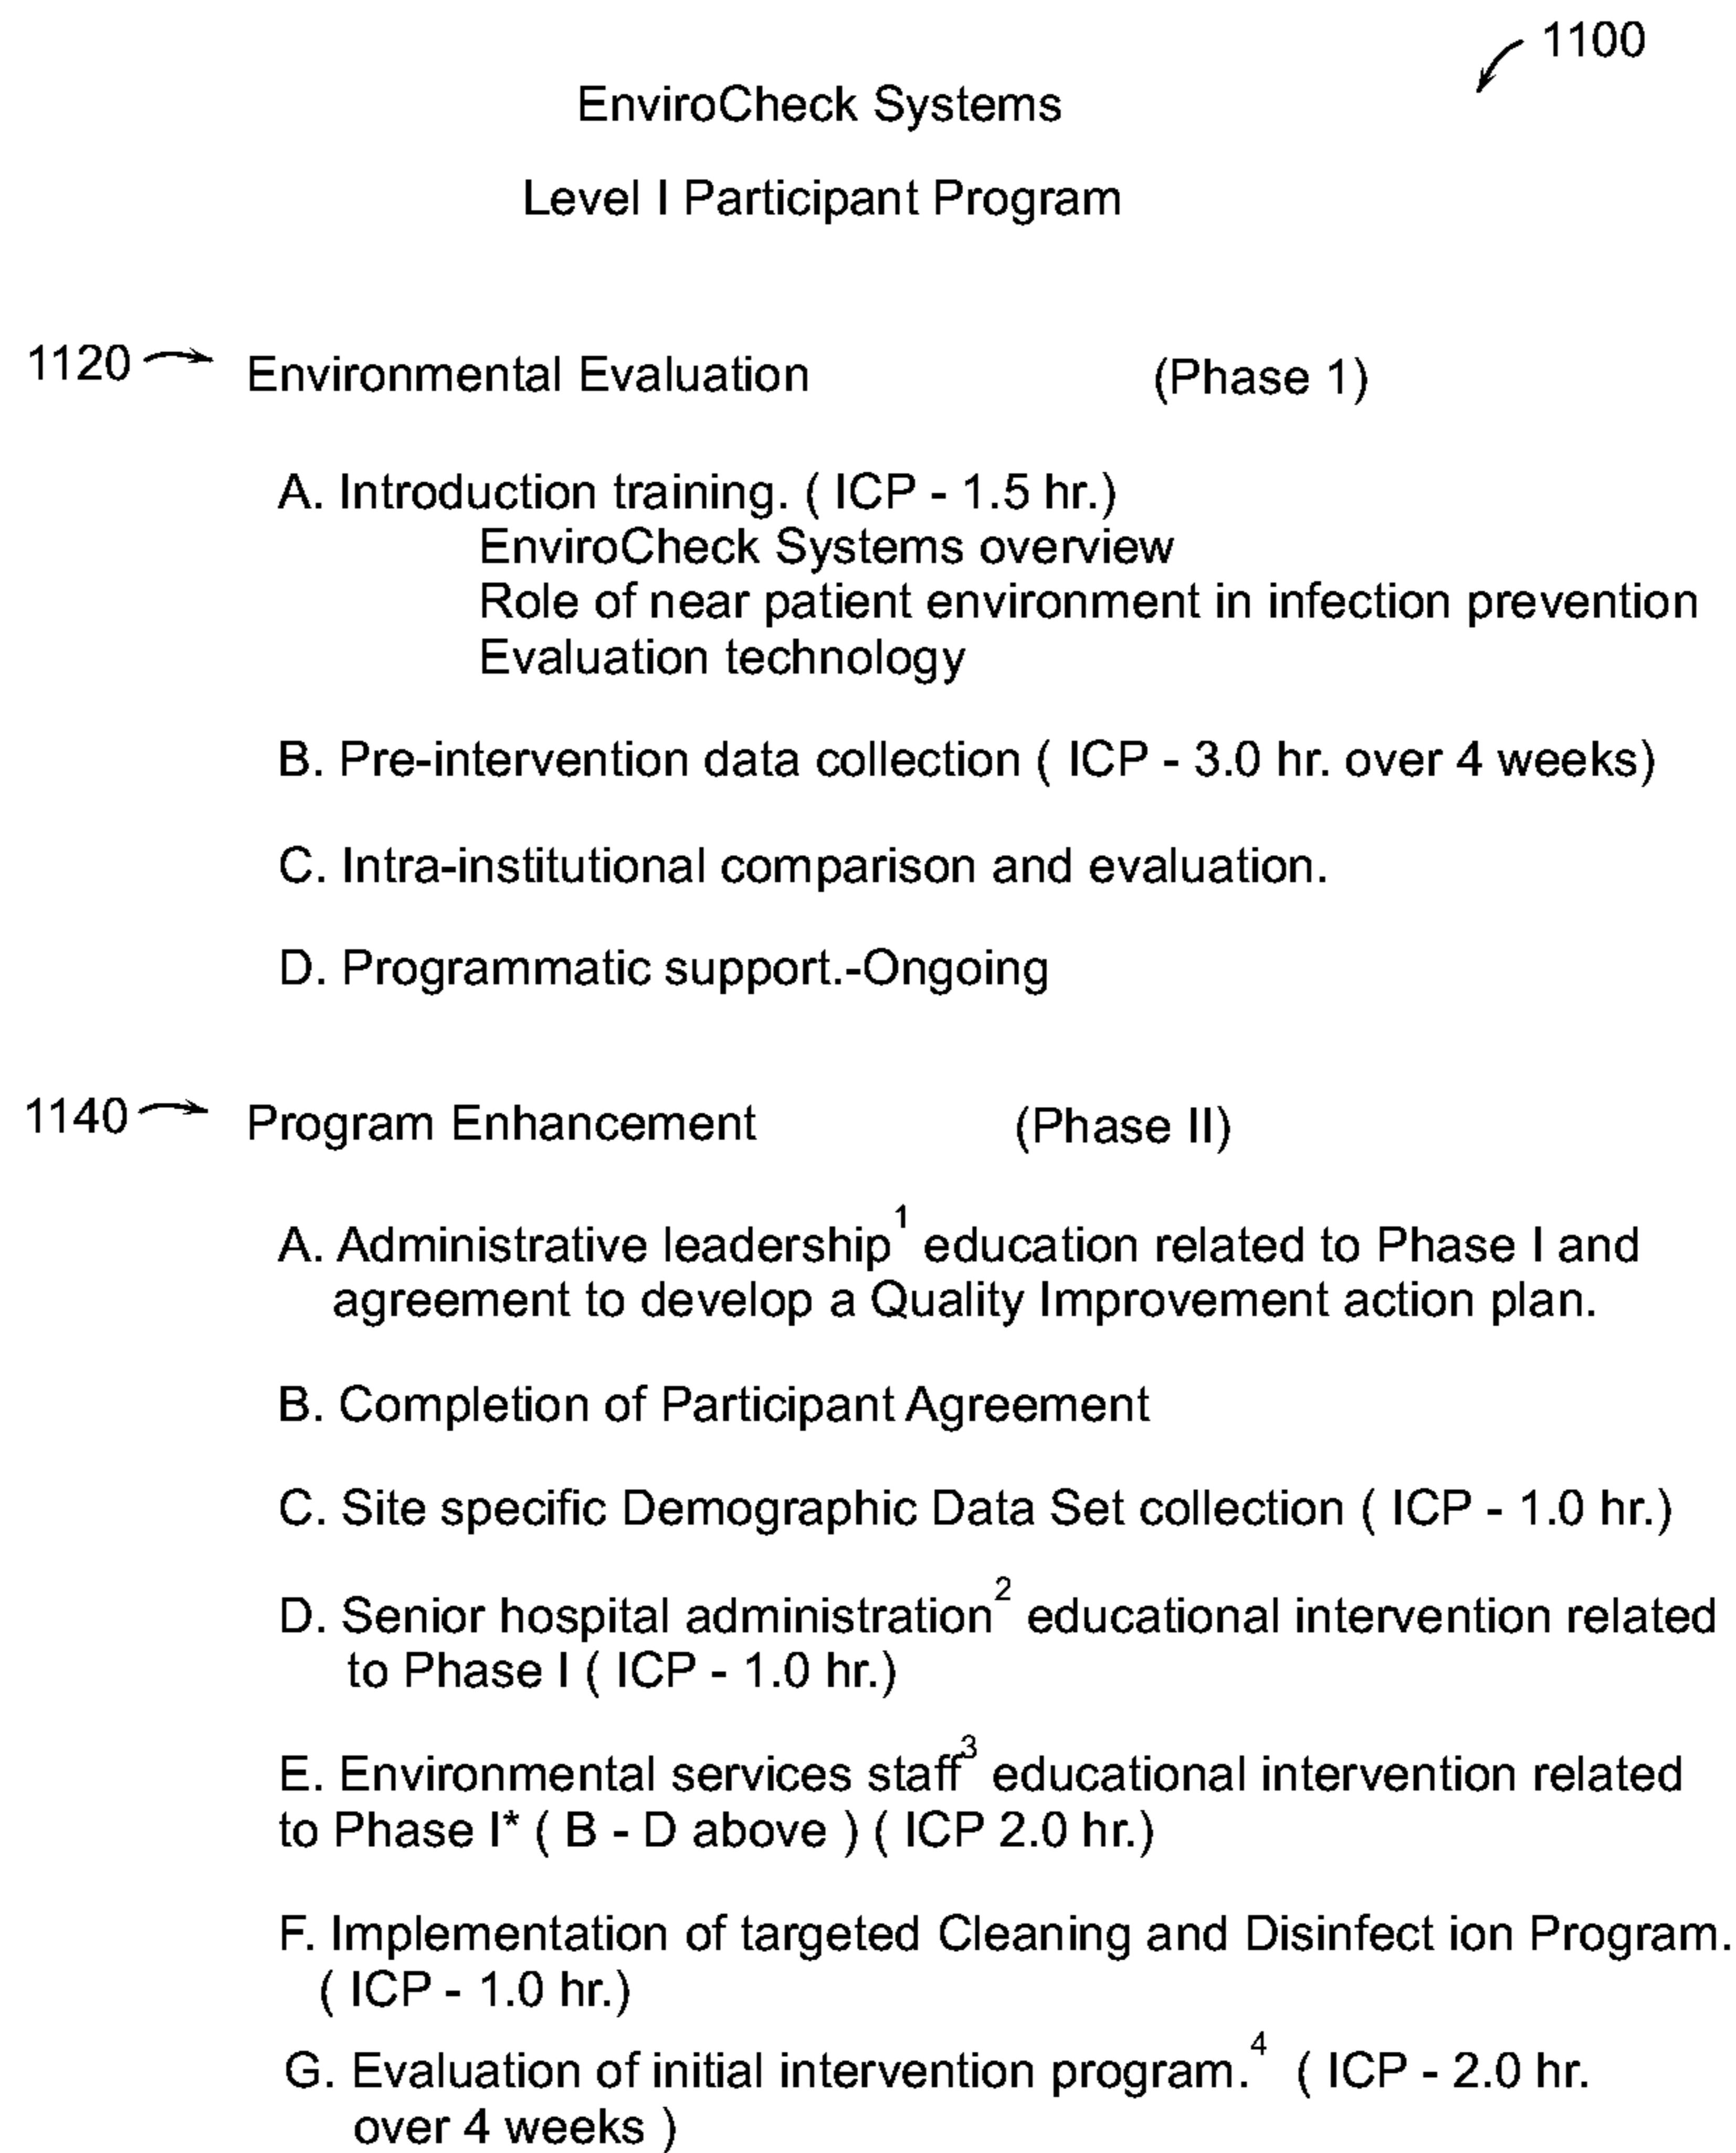 1100
EnviroCheck Systems
Level I Participant Program
1120 Environmental Evaluation (Phase 1)
A. Introduction training. ( ICP - 1.5 hr.)
EnviroCheck Systems overview
Role of near patient environment in infection prevention
Evaluation technology
B. Pre-intervention data collection ( ICP - 3.0 hr. over 4 weeks)
C. Intra-institutional comparison and evaluation.
D. Programmatic support.-Ongoing
1140 Program Enhancement (Phase II)
A. Administrative leadership¹ education related to Phase I and
agreement to develop a Quality Improvement action plan.
B. Completion of Participant Agreement
C. Site specific Demographic Data Set collection ( ICP - 1.0 hr.)
D. Senior hospital administration² educational intervention related
to Phase I ( ICP - 1.0 hr.)
E. Environmental services staff³ educational intervention related
to Phase I* ( B - D above ) ( ICP 2.0 hr.)
F. Implementation of targeted Cleaning and Disinfect ion Program.
( ICP - 1.0 hr.)
G. Evaluation of initial intervention program.⁴ ( ICP - 2.0 hr.
over 4 weeks )